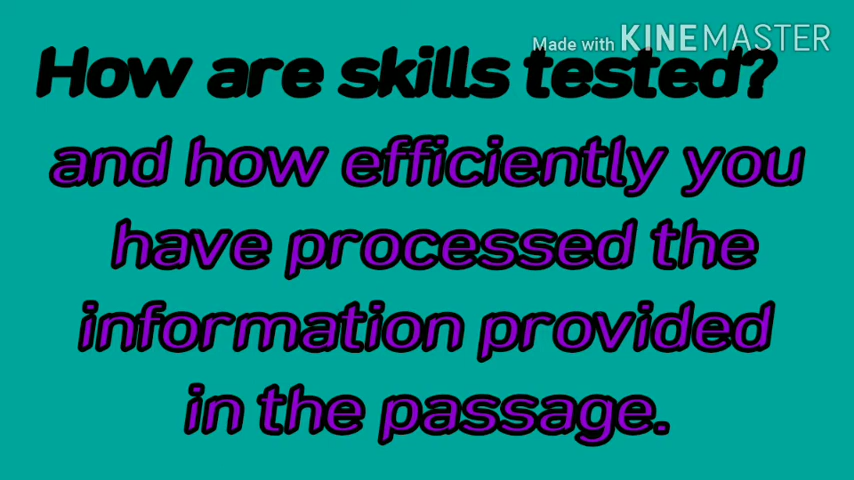 Made with KINEMASTER
How are skills tested?
and how efficiently you
have processed the
information provided
in the passage.